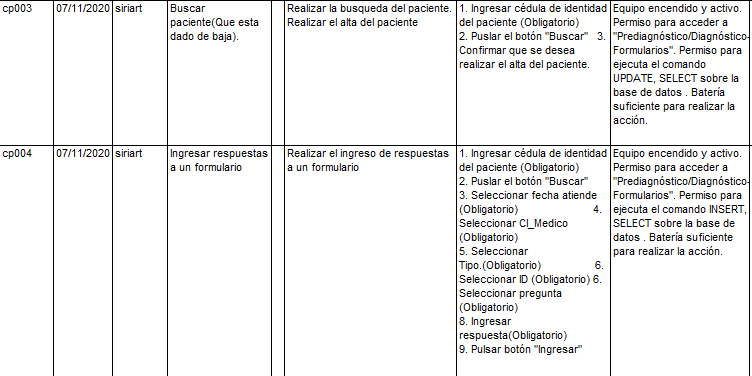 cp003
07/11/2020
siriart
Buscar
paciente(Que esta
dado de baja).
Realizar la busqueda del paciente.
Realizar el alta del paciente
1. Ingresar cédula de identidad
del paciente (Obligatorio)
2. Puslar el botón "Buscar" 3.
Confirmar que se desea
realizar el alta del paciente.
Equipo encendido y activo.
Permiso para acceder a
"Prediagnóstico/Diagnóstico-
Formularios". Permiso para
ejecuta el comando
UPDATE, SELECT sobre la
base de datos . Batería
suficiente para realizar la
acción.
cp004
07/11/2020
siriart
Ingresar respuestas
a un formulario
Realizar el ingreso de respuestas
a un formulario
1. Ingresar cédula de identidad
del paciente (Obligatorio)
2. Puslar el botón "Buscar"
3. Seleccionar fecha atiende
(Obligatorio) 4.
Seleccionar CI_Medico
(Obligatorio)
5. Seleccionar
Tipo.(Obligatorio) 6.
Seleccionar ID (Obligatorio) 6.
Seleccionar pregunta
(Obligatorio)
8. Ingresar
respuesta(Obligatorio)
9. Pulsar botón "Ingresar"
Equipo encendido y activo.
Permiso para acceder a
"Prediagnóstico/Diagnóstico-
Formularios". Permiso para
ejecuta el comando INSERT,
SELECT sobre la base de
datos . Batería suficiente
para realizar la acción.